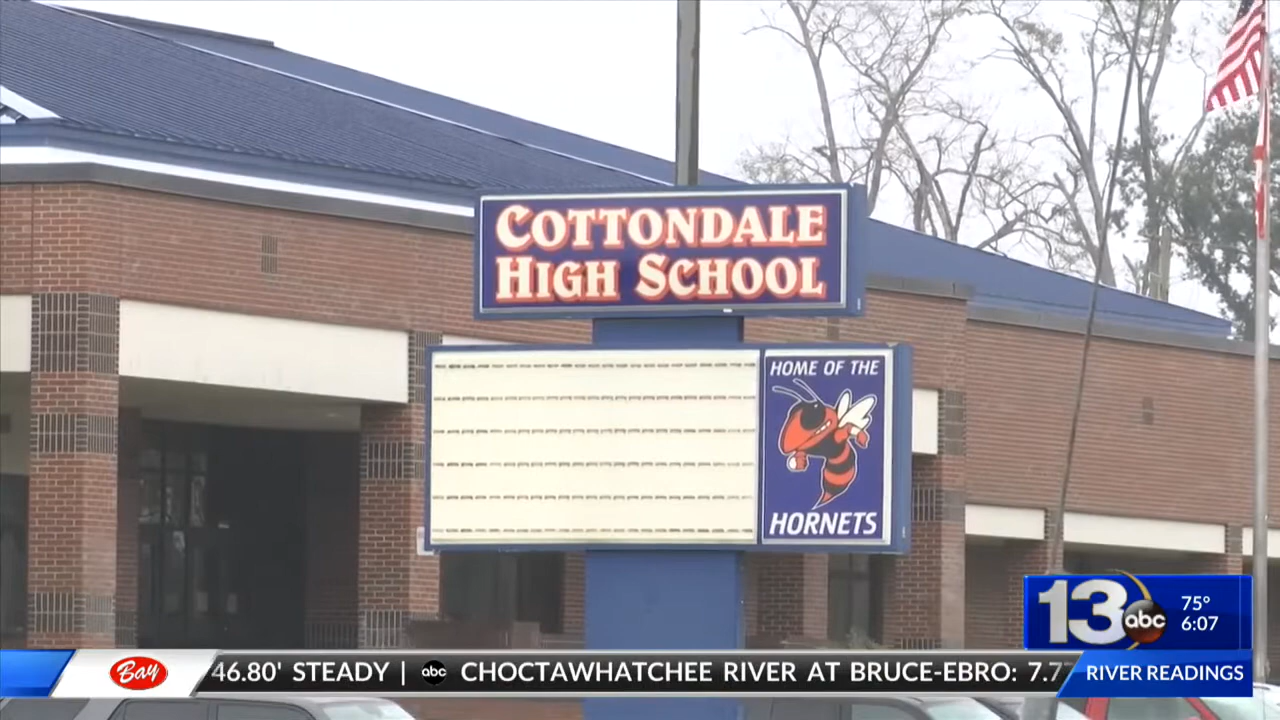 COTTONDALE
HIGH SCHOOL
HOME OF THE
HORNETS
13 abc
75°
6:07
Bay
46.80' STEADY | abc CHOCTAWHATCHEE RIVER AT BRUCE-EBRO: 7.7
RIVER READINGS